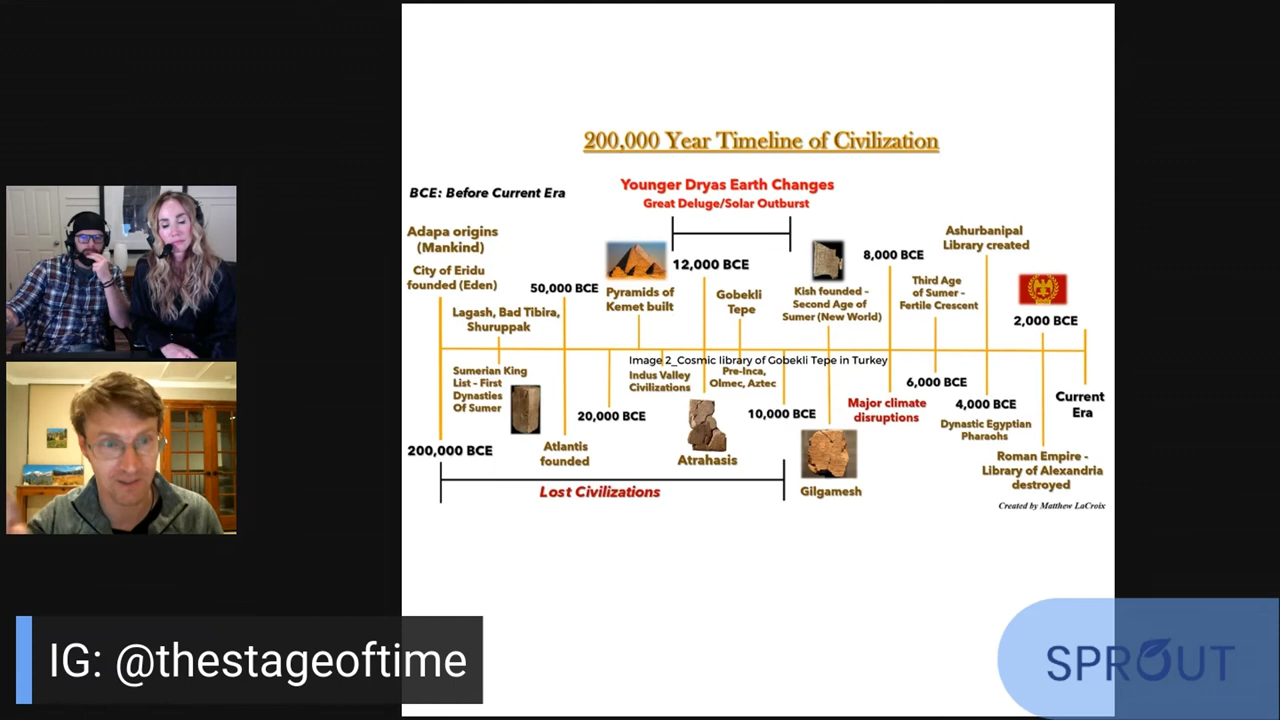 200,000 Year Timeline of Civilization
BCE: Before Current Era
Younger Dryas Earth Changes
Great Deluge/Solar Outburst
Adapa origins
(Mankind)
City of Eridu
founded (Eden)
Lagash, Bad Tibira,
Shuruppak
50,000 BCE
Pyramids of
Kemet built
12,000 BCE
Gobekli
Tepe
Kish founded –
Second Age of
Sumer (New World)
8,000 BCE
Third Age
of Sumer –
Fertile Crescent
Ashurbanipal
Library created
2,000 BCE
Image 2_Cosmic library of Gobekli Tepe in Turkey
Sumerian King
List – First
Dynasties
Of Sumer
200,000 BCE
Atlantis
founded
20,000 BCE
Indus Valley
Civilizations
Atrahasis
Pre-Inca,
Olmec, Aztec
10,000 BCE
Gilgamesh
Major climate
disruptions
6,000 BCE
4,000 BCE
Dynastic Egyptian
Pharaohs
Roman Empire -
Library of Alexandria
destroyed
Current
Era
Lost Civilizations
Created by Matthew LaCroix
IG: @thestageoftime
SPROUT